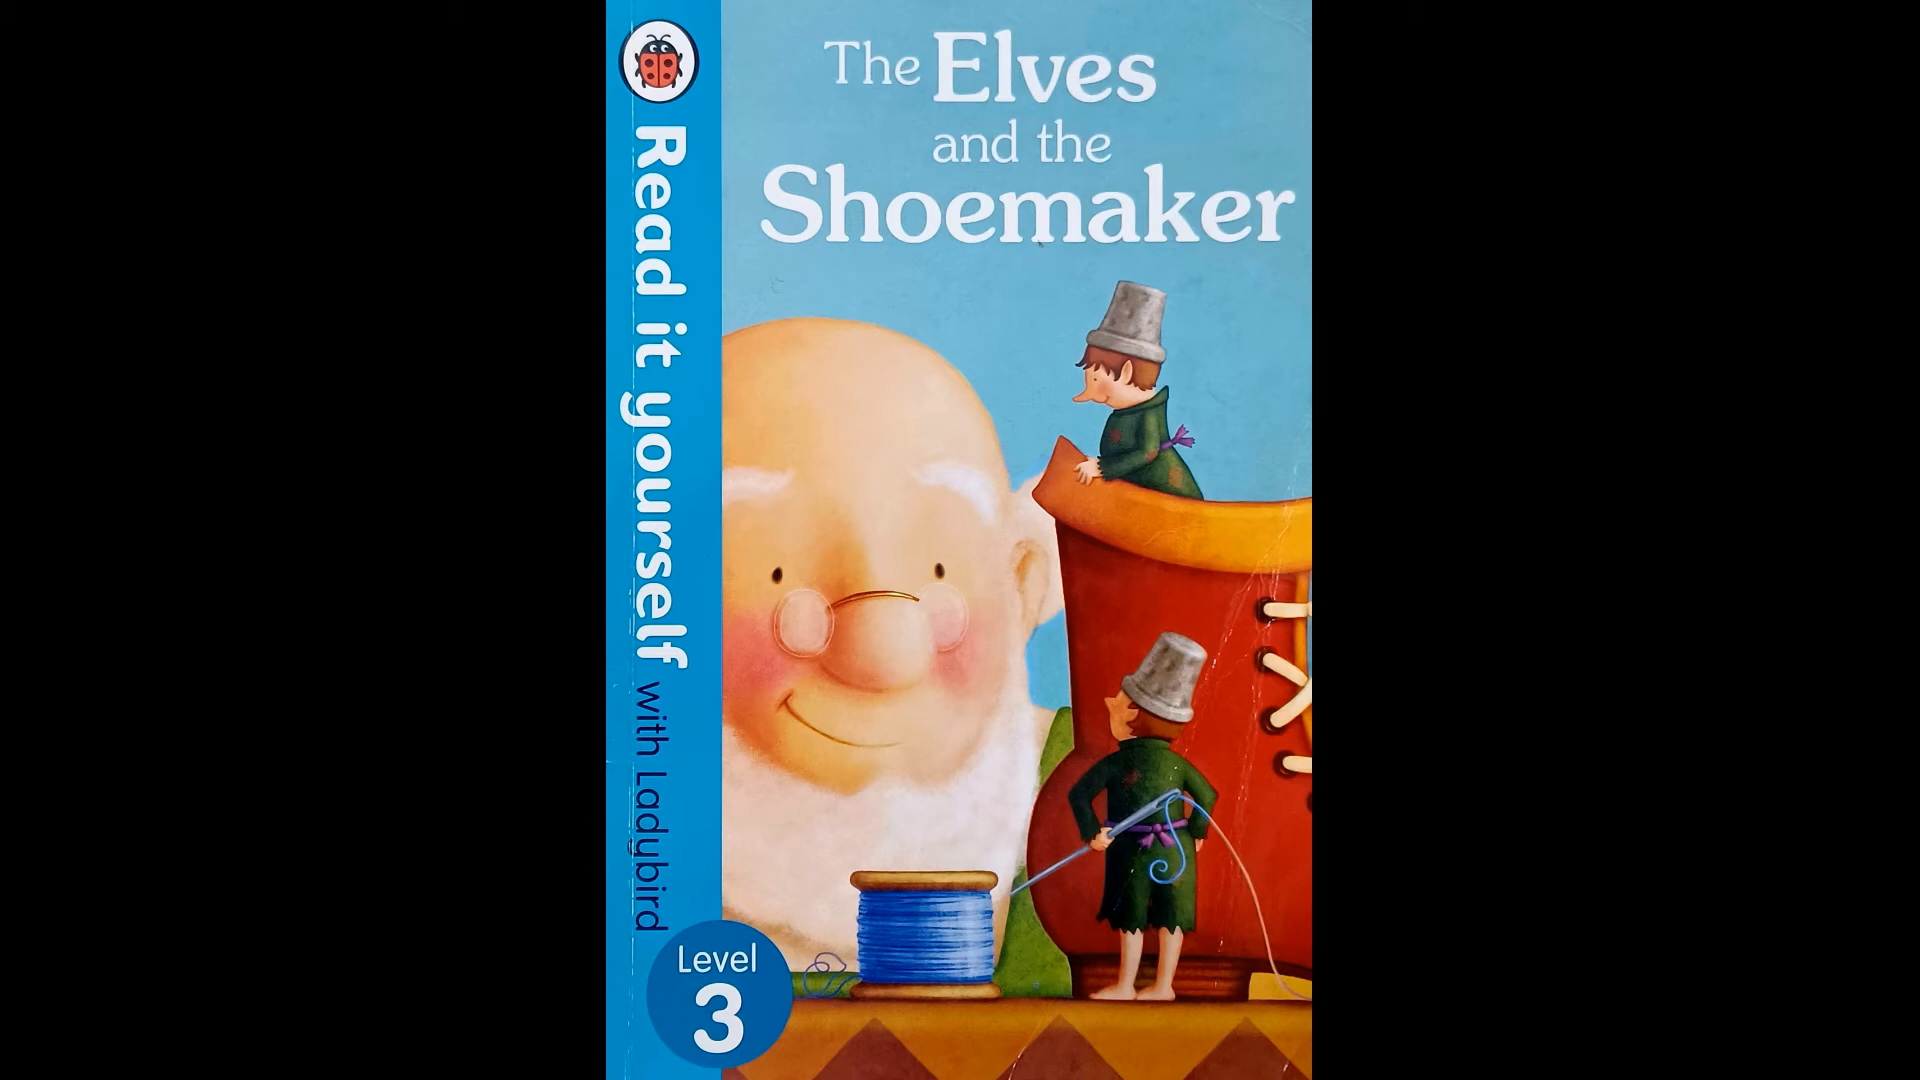 The Elves
and the
Shoemaker
Read it yourself with Ladybird
Level
3